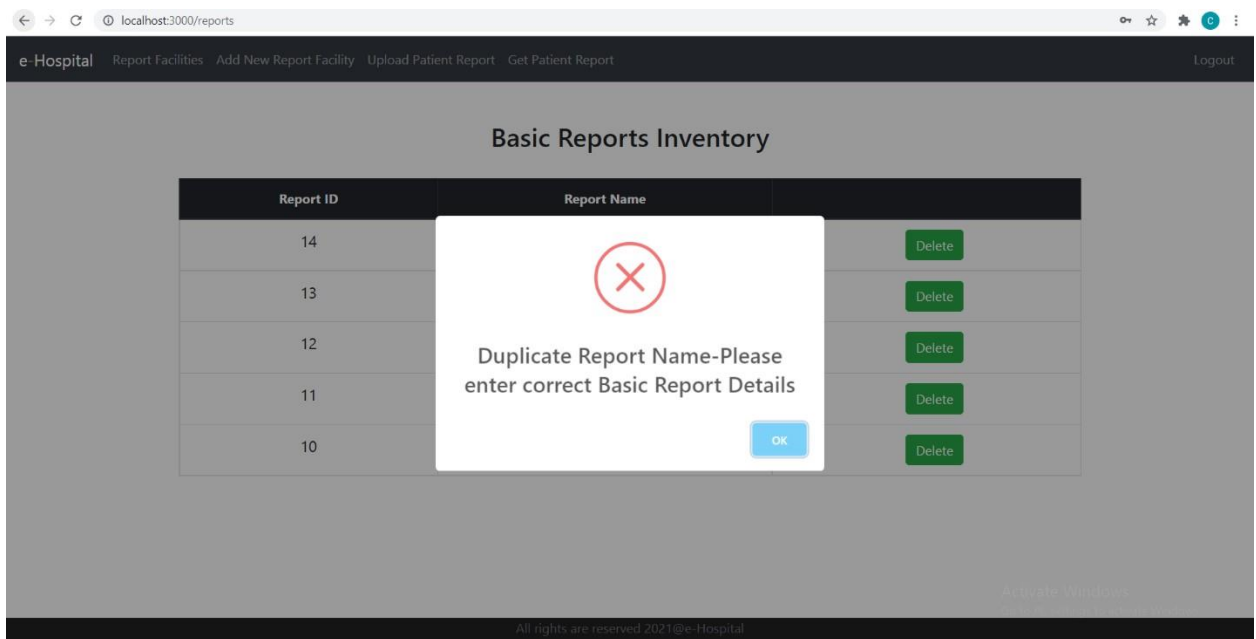 localhost:3000/reports
C
e-Hospital Report Facilities Add New Report Facility Upload Patient Report Get Patient Report Logout
Basic Reports Inventory
Report ID Report Name
14 Delete
13 Delete
Duplicate Report Name-Please
12 Delete
enter correct Basic Report Details
11 Delete
OK
10 Delete
Activate Windows
All rights are reserved 2021@e-Hospital